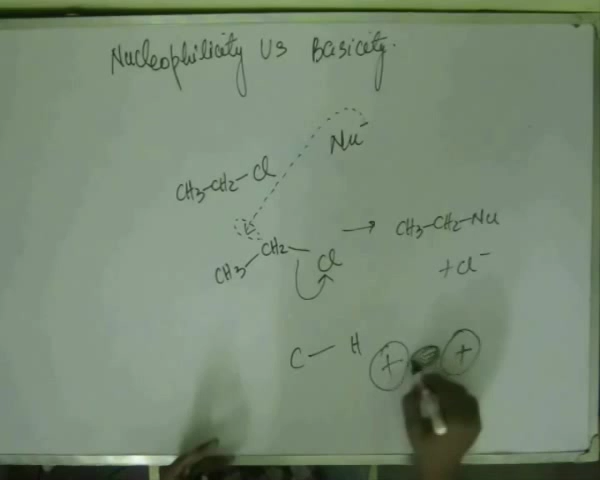 Nucleophilicity Vs Basicity.
Nu⁻
CH3-CH2-Cl
CH3-CH2-Cl → CH3-CH2-Nu
+ Cl⁻
C - H + = +